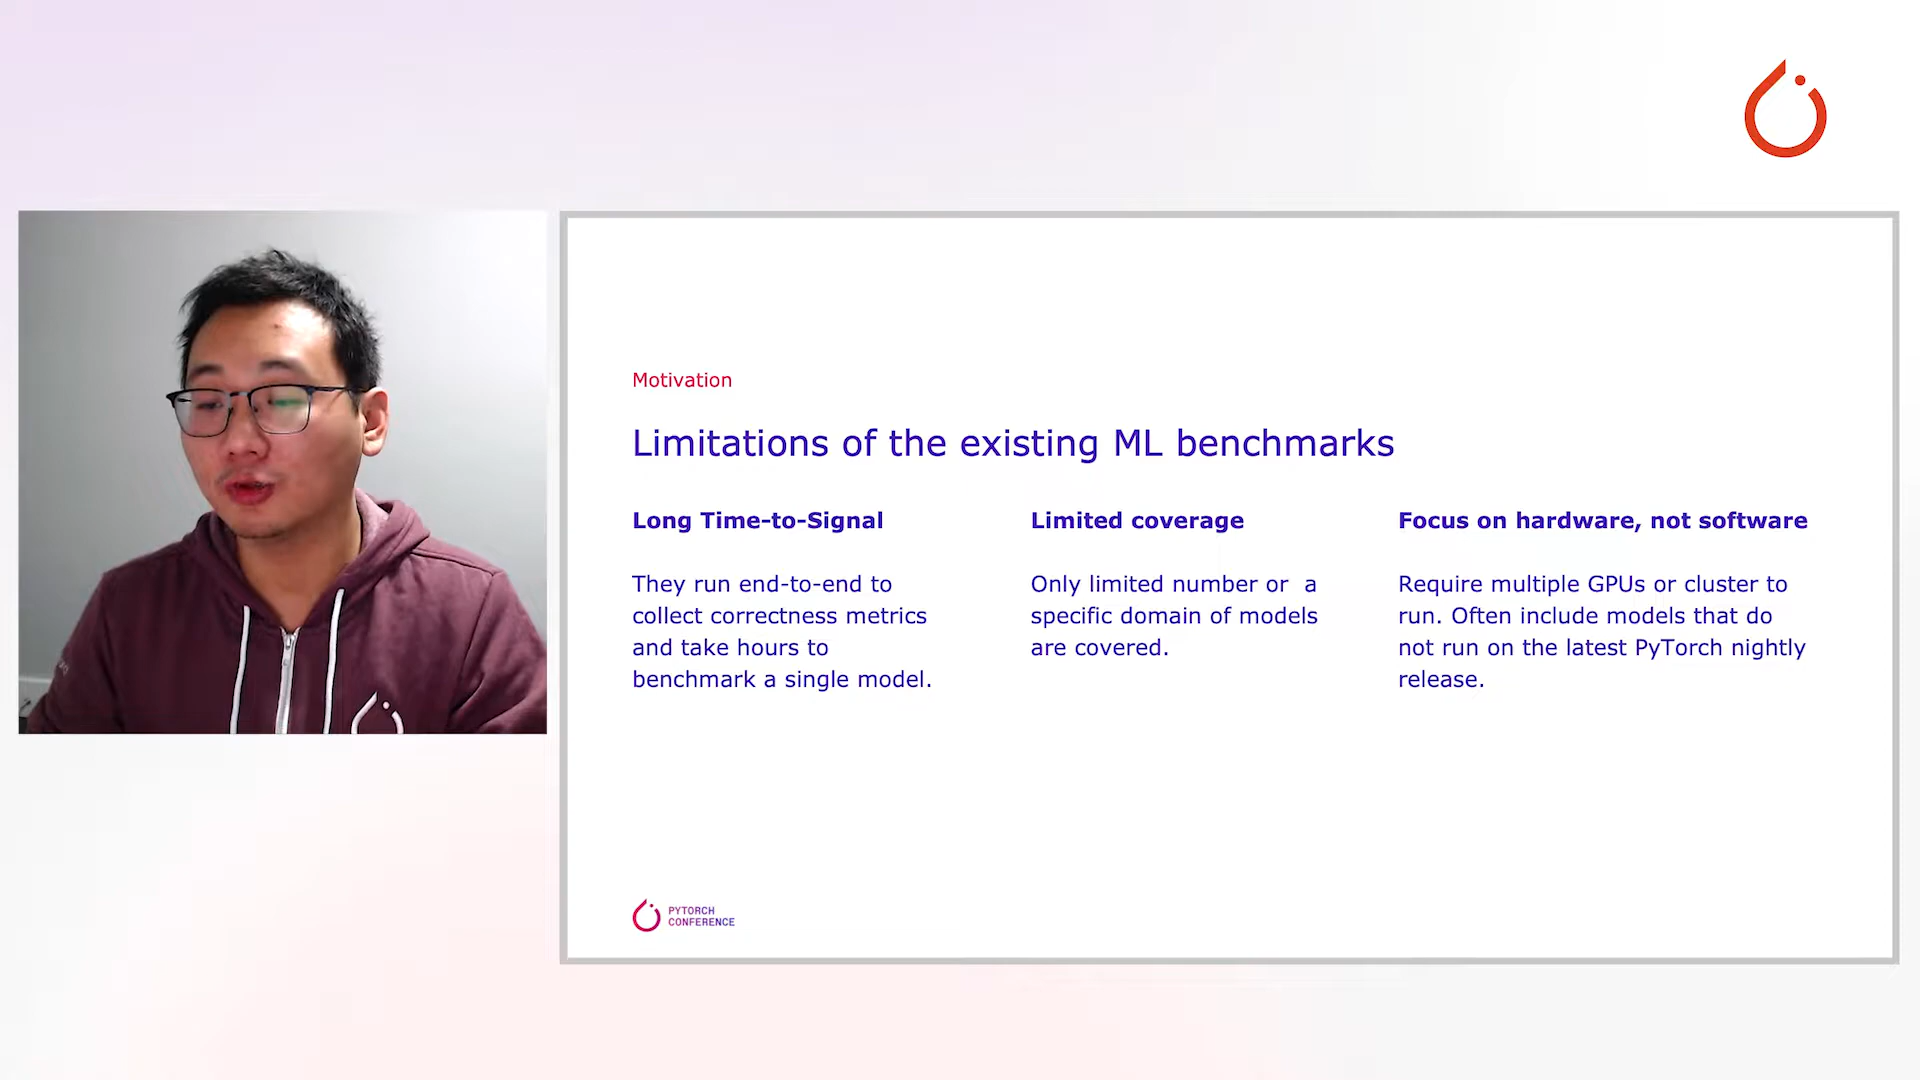 Motivation
Limitations of the existing ML benchmarks
Long Time-to-Signal
They run end-to-end to
collect correctness metrics
and take hours to
benchmark a single model.
Limited coverage
Only limited number or  a
specific domain of models
are covered.
Focus on hardware, not software
Require multiple GPUs or cluster to
run. Often include models that do
not run on the latest PyTorch nightly
release.
PYTORCH
CONFERENCE